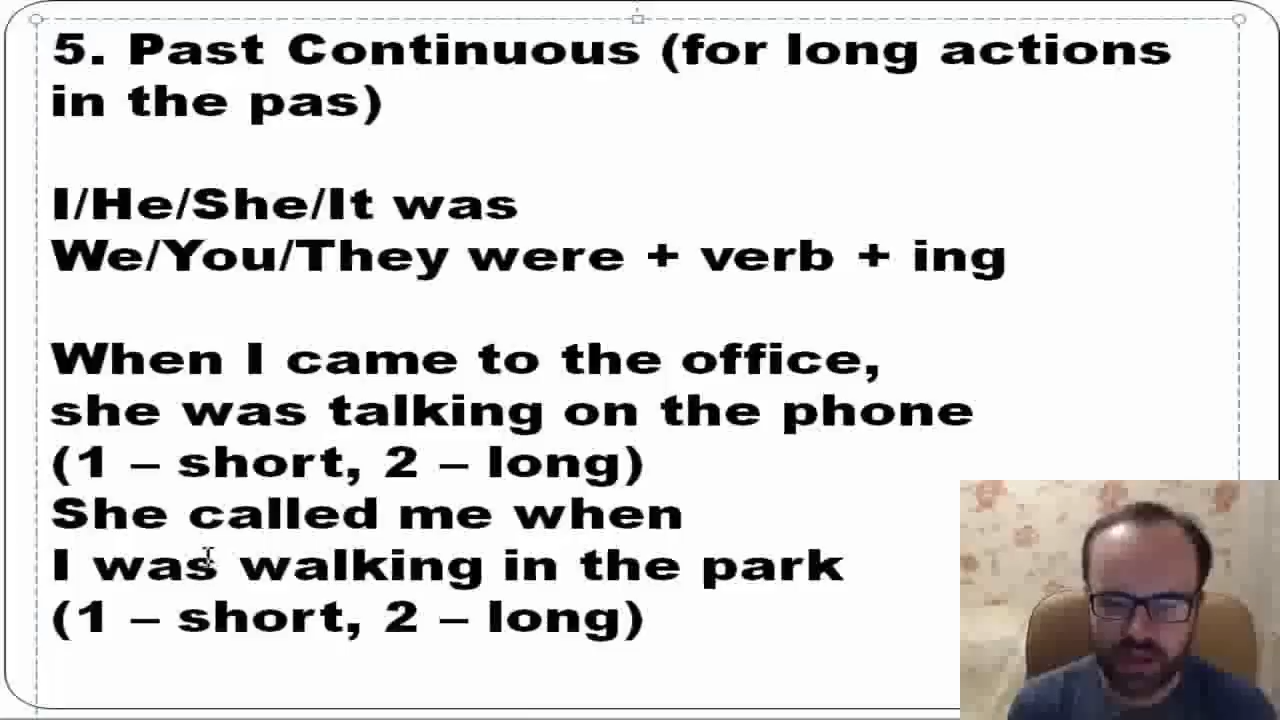 5. Past Continuous (for long actions
in the pas)
I/He/She/It was
We/You/They were + verb + ing
When I came to the office,
she was talking on the phone
(1 – short, 2 – long)
She called me when
I was walking in the park
(1 – short, 2 – long)